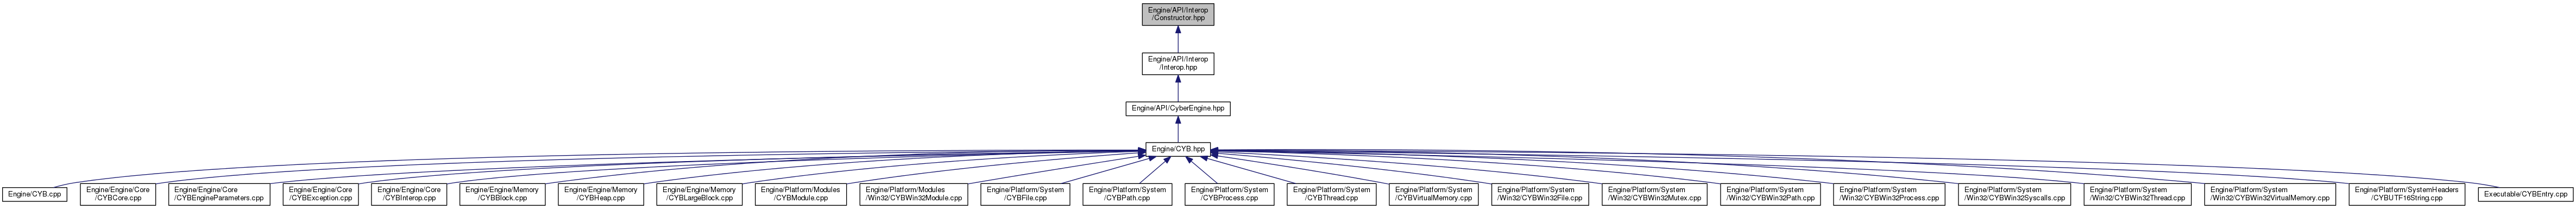 Engine/API/Interop
/Constructor.hpp
Engine/API/Interop
/Interop.hpp
Engine/API/CyberEngine.hpp
Engine/CYB.hpp
Engine/CYB.cpp
Engine/Engine/Core
/CYBCore.cpp
Engine/Engine/Core
/CYBEngineParameters.cpp
Engine/Engine/Core
/CYBException.cpp
Engine/Engine/Core
/CYBInterop.cpp
Engine/Engine/Memory
/CYBBlock.cpp
Engine/Engine/Memory
/CYBHeap.cpp
Engine/Engine/Memory
/CYBLargeBlock.cpp
Engine/Platform/Modules
/CYBModule.cpp
Engine/Platform/Modules
/Win32/CYBWin32Module.cpp
Engine/Platform/System
/CYBFile.cpp
Engine/Platform/System
/CYBPath.cpp
Engine/Platform/System
/CYBProcess.cpp
Engine/Platform/System
/CYBThread.cpp
Engine/Platform/System
/CYBVirtualMemory.cpp
Engine/Platform/System
/Win32/CYBWin32File.cpp
Engine/Platform/System
/Win32/CYBWin32Mutex.cpp
Engine/Platform/System
/Win32/CYBWin32Path.cpp
Engine/Platform/System
/Win32/CYBWin32Process.cpp
Engine/Platform/System
/Win32/CYBWin32Syscalls.cpp
Engine/Platform/System
/Win32/CYBWin32Thread.cpp
Engine/Platform/System
/Win32/CYBWin32VirtualMemory.cpp
Engine/Platform/SystemHeaders
/CYBUTF16String.cpp
Executable/CYBEntry.cpp